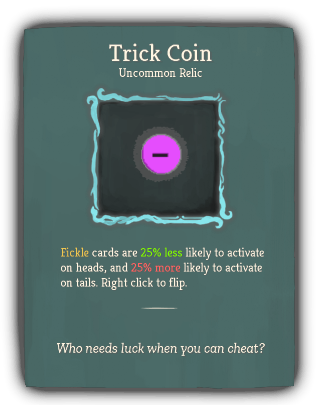 Trick Coin
Uncommon Relic
Fickle cards are 25% less likely to activate
on heads, and 25% more likely to activate
on tails. Right click to flip.
Who needs luck when you can cheat?